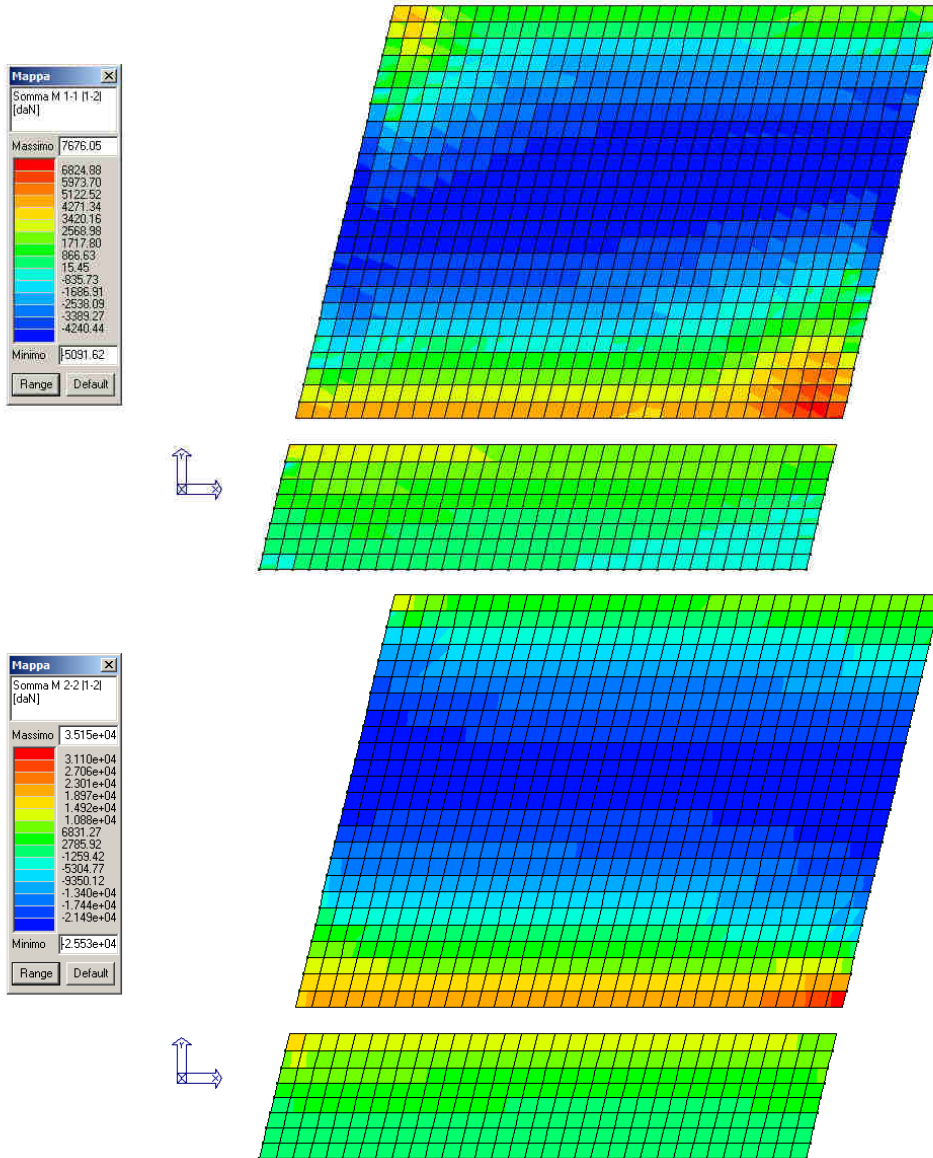 Mappa
Somma M 1-1 |1-2|
[daN]
Massimo 7676.05
6824.88
5973.70
5122.52
4271.34
3420.16
2568.98
1717.80
866.63
15.45
-835.73
-1686.91
-2538.09
-3389.27
-4240.44
Minimo -5091.62
Range Default
Y
X
Mappa
Somma M 2-2 |1-2|
[daN]
Massimo 3.515e+04
3.110e+04
2.706e+04
2.301e+04
1.897e+04
1.492e+04
1.088e+04
6831.27
2785.92
-1259.42
-5304.77
-9350.12
-1.340e+04
-1.744e+04
-2.149e+04
Minimo -2.553e+04
Range Default
Y
X